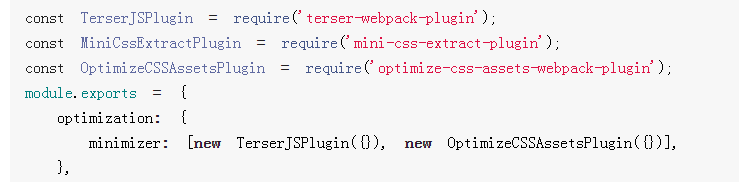 const TerserJSPlugin = require('terser-webpack-plugin');
const MiniCssExtractPlugin = require('mini-css-extract-plugin');
const OptimizeCSSAssetsPlugin = require('optimize-css-assets-webpack-plugin');
module.exports = {
    optimization: {
        minimizer: [new TerserJSPlugin({}), new OptimizeCSSAssetsPlugin({})],
    },